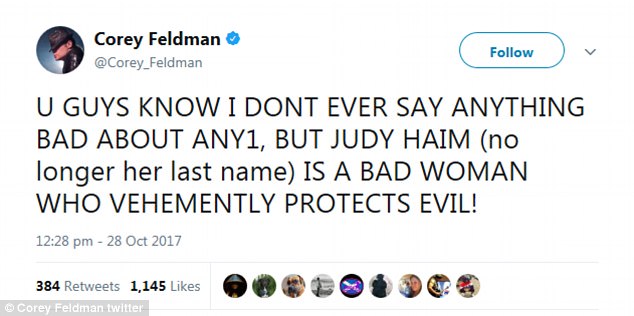 Corey Feldman
@Corey_Feldman
Follow
U GUYS KNOW I DONT EVER SAY ANYTHING
BAD ABOUT ANY1, BUT JUDY HAIM (no
longer her last name) IS A BAD WOMAN
WHO VEHEMENTLY PROTECTS EVIL!
12:28 pm - 28 Oct 2017
384 Retweets 1,145 Likes
© Corey Feldman twitter